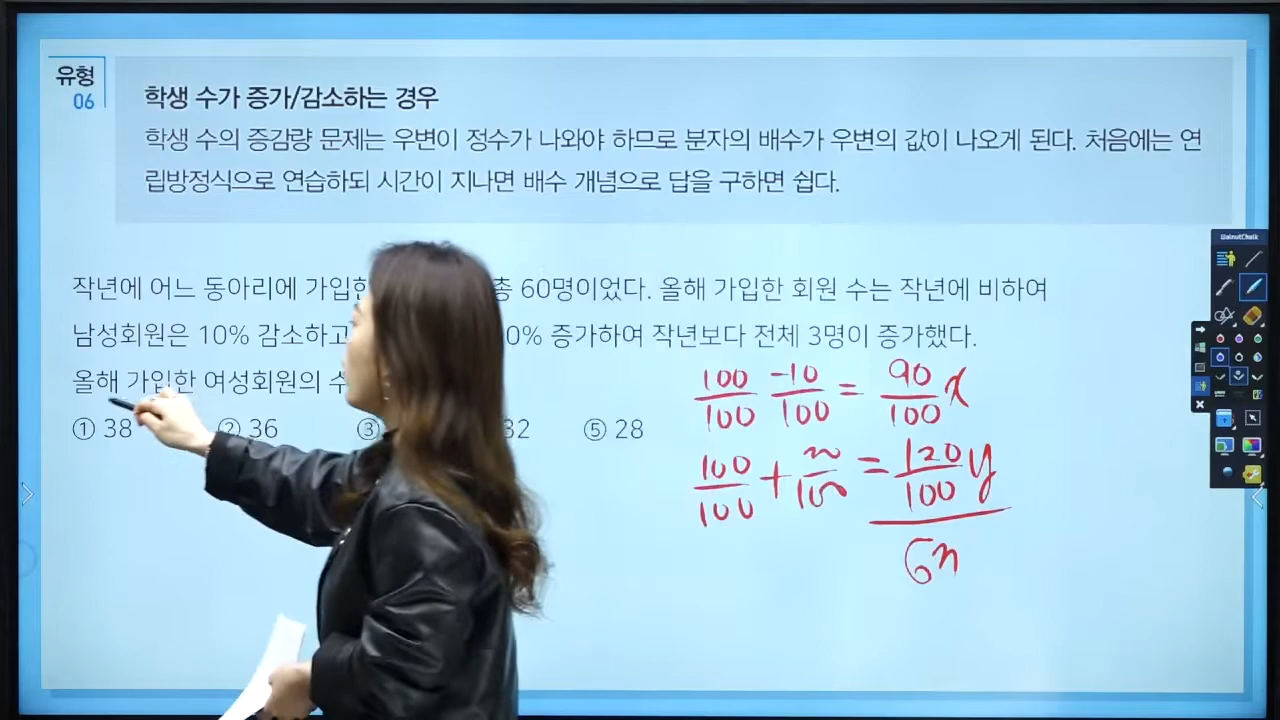 유형
06
학생 수가 증가/감소하는 경우
학생 수의 증감량 문제는 우변이 정수가 나와야 하므로 분자의 배수가 우변의 값이 나오게 된다. 처음에는 연
립방정식으로 연습하되 시간이 지나면 배수 개념으로 답을 구하면 쉽다.
작년에 어느 동아리에 가입한 총 60명이었다. 올해 가입한 회원 수는 작년에 비하여
남성회원은 10% 감소하고 0% 증가하여 작년보다 전체 3명이 증가했다.
올해 가입한 여성회원의 수
① 38 ② 36 ③ 32 ⑤ 28
100/100 -10/100 = 90/100 x
100/100 + 20/100 = 120/100 y
6n
WalnutChalk